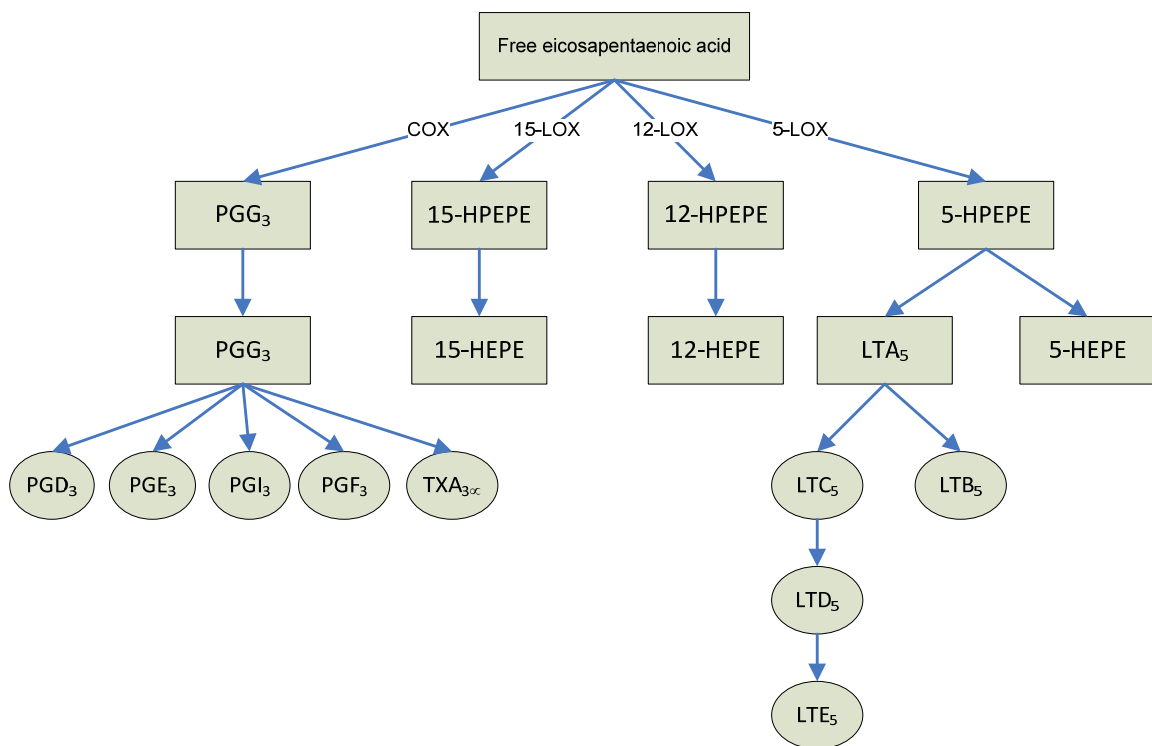 Free eicosapentaenoic acid
COX
15-LOX
12-LOX
5-LOX
PGG₃
15-HPEPE
12-HPEPE
5-HPEPE
PGG₃
15-HEPE
12-HEPE
LTA₅
5-HEPE
PGD₃
PGE₃
PGI₃
PGF₃
TXA₃∝
LTC₅
LTB₅
LTD₅
LTE₅